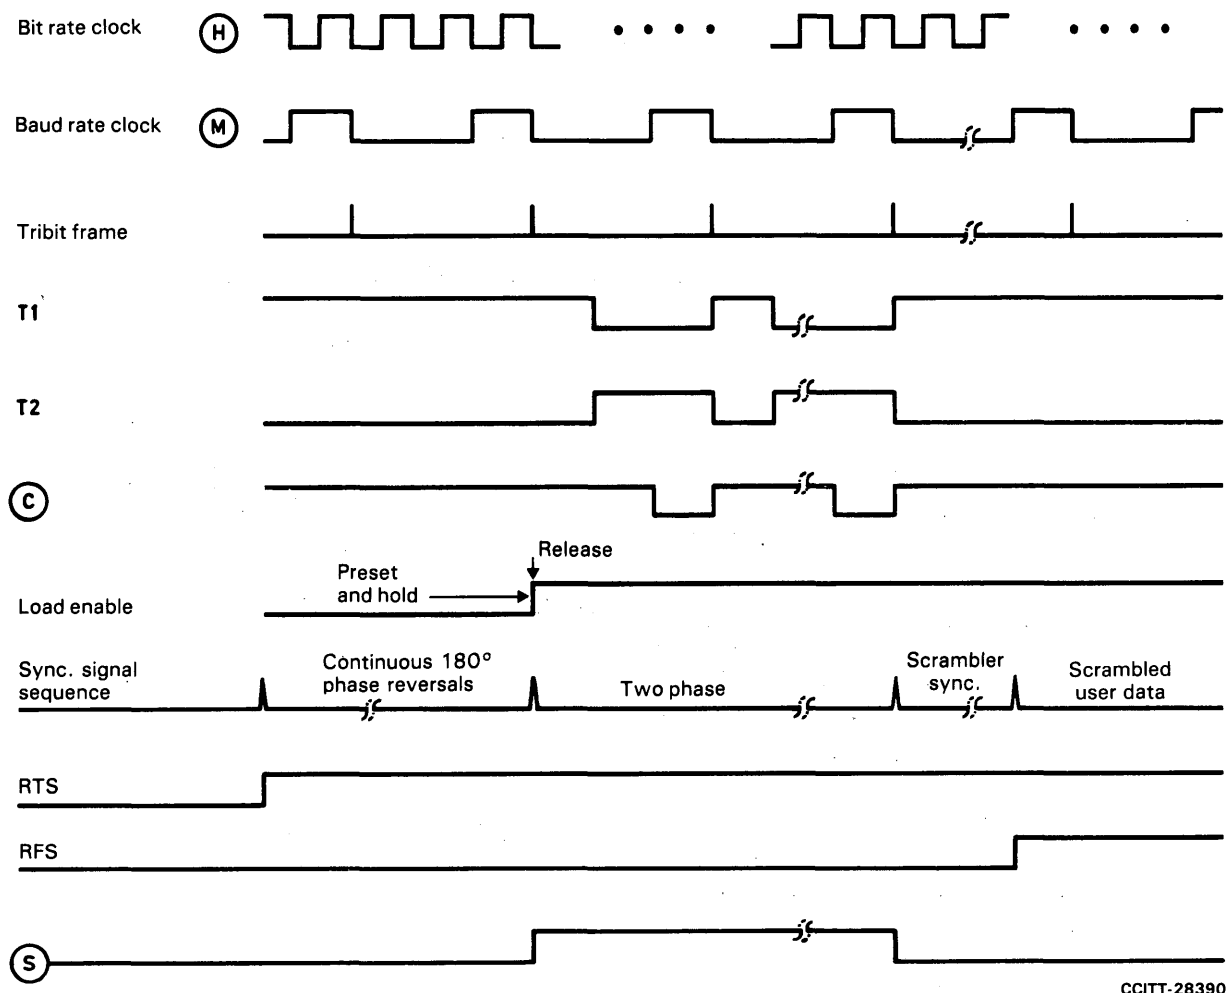 Bit rate clock H
Baud rate clock M
Tribit frame
T1
T2
C
Release
Preset
and hold
Load enable
Sync. signal
sequence
Continuous 180°
phase reversals
Two phase
Scrambler
sync.
Scrambled
user data
RTS
RFS
S
CCITT-28390